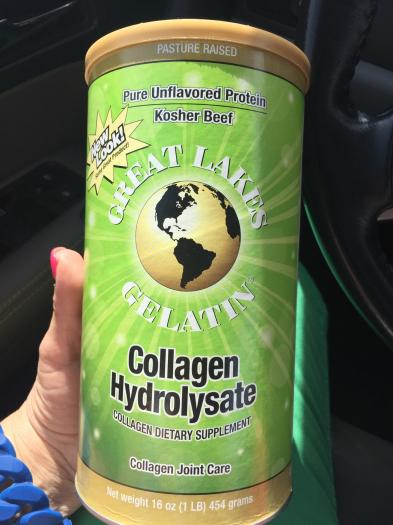 PASTURE RAISED
Pure Unflavored Protein
Kosher Beef
New
LOOK!
GREAT LAKES
GELATIN
Collagen
Hydrolysate
COLLAGEN DIETARY SUPPLEMENT
Collagen Joint Care
Net weight 16 oz (1 LB) 454 grams